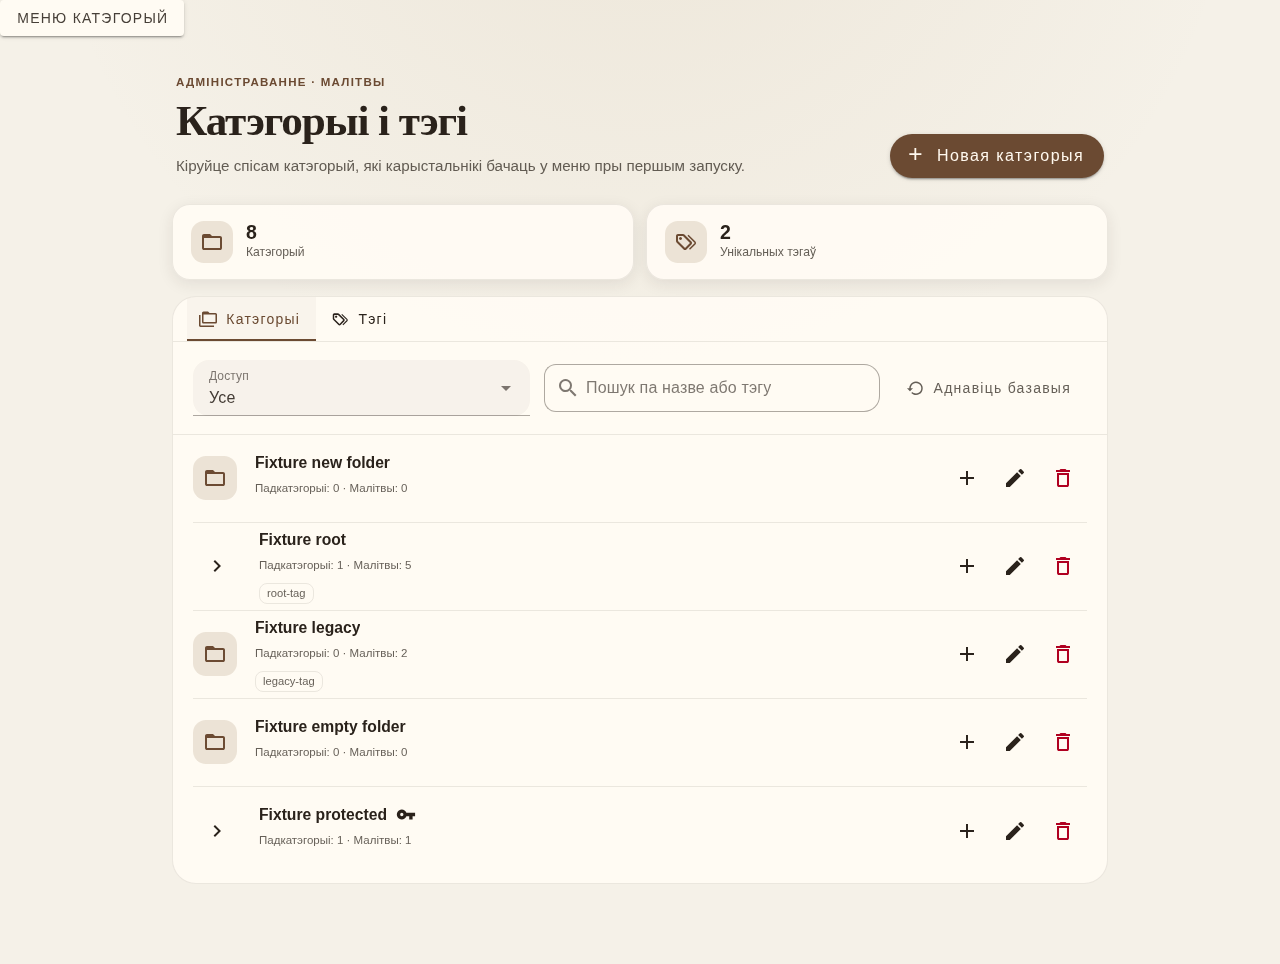 МЕНЮ КАТЭГОРЫЙ
АДМІНІСТРАВАННЕ · МАЛІТВЫ
Катэгорыі і тэгі
Кіруйце спісам катэгорый, які карыстальнікі бачаць у меню пры першым запуску.
Новая катэгорыя
8
Катэгорый
2
Унікальных тэгаў
Катэгорыі
Тэгі
Доступ
Усе
Пошук па назве або тэгу
Аднавіць базавыя
Fixture new folder
Падкатэгорыі: 0 · Малітвы: 0
Fixture root
Падкатэгорыі: 1 · Малітвы: 5
root-tag
Fixture legacy
Падкатэгорыі: 0 · Малітвы: 2
legacy-tag
Fixture empty folder
Падкатэгорыі: 0 · Малітвы: 0
Fixture protected
Падкатэгорыі: 1 · Малітвы: 1